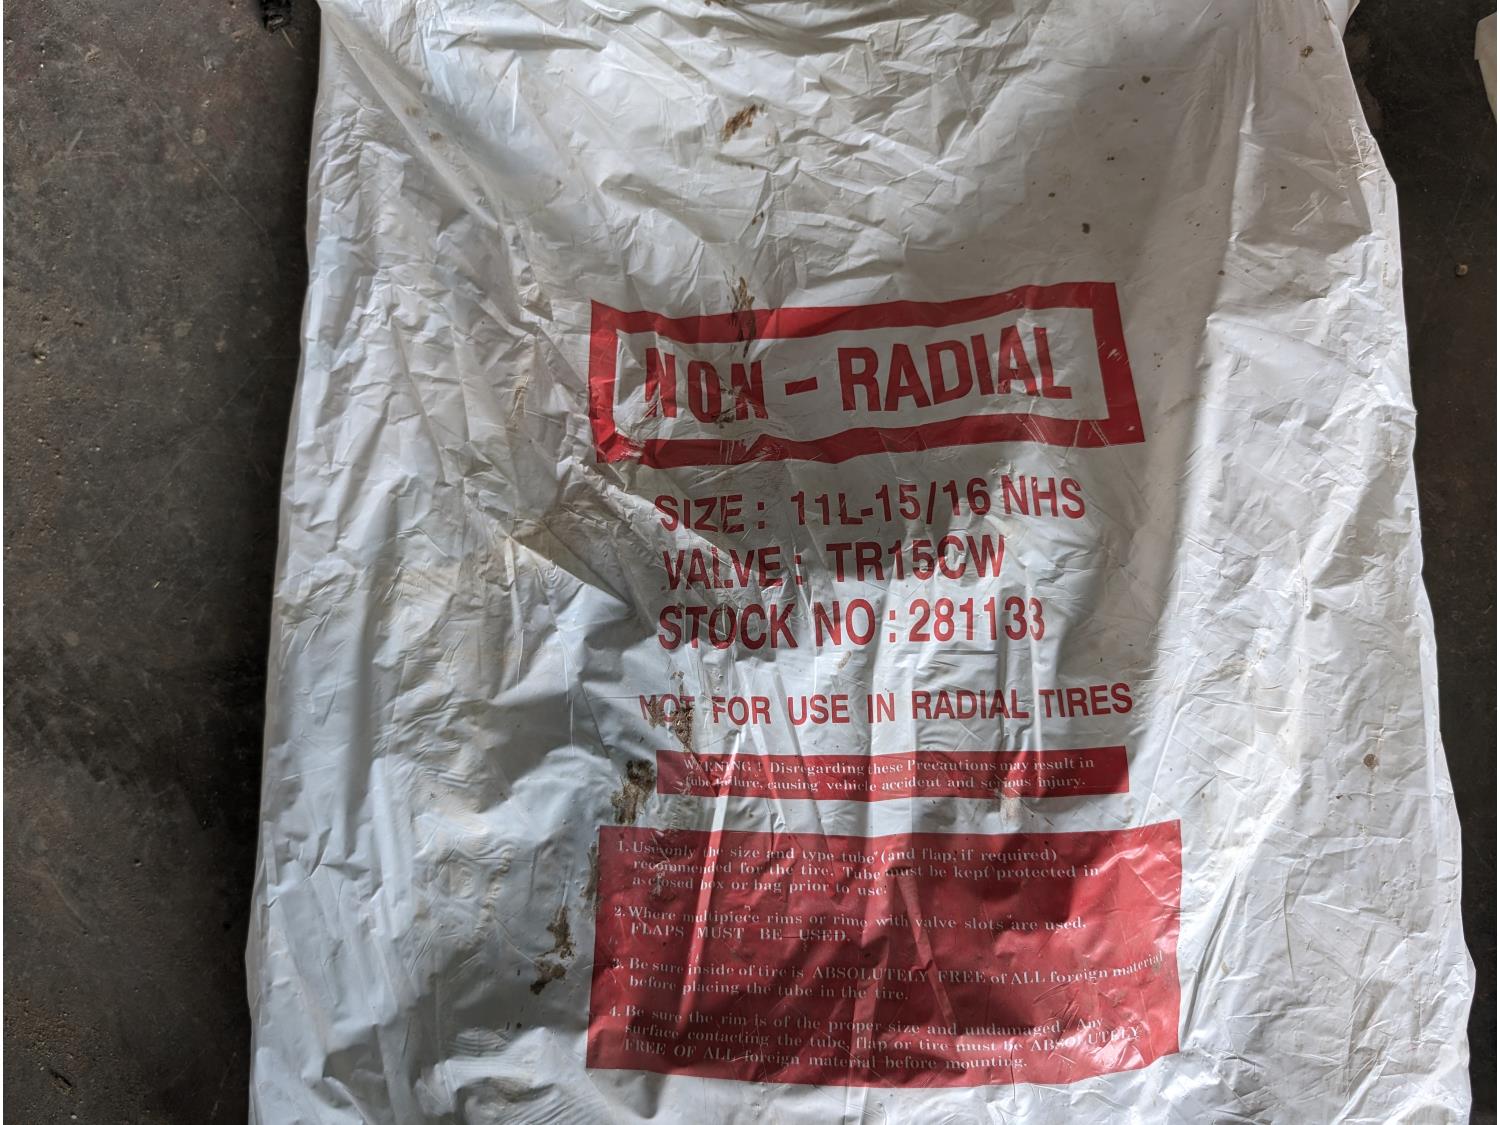 NON - RADIAL
SIZE : 11L-15/16 NHS
VALVE : TR15CW
STOCK NO : 281133
NOT FOR USE IN RADIAL TIRES
WARNING ! Disregarding these Precautions may result in
tube failure, causing vehicle accident and serious injury.
1. Use only the size and type tube (and flap, if required)
recommended for the tire. Tube must be kept protected in
a closed box or bag prior to use.
2. Where multipiece rims or rims with valve slots are used.
FLAPS MUST BE USED.
3. Be sure inside of tire is ABSOLUTELY FREE of ALL foreign material
before placing the tube in the tire.
4. Be sure the rim is of the proper size and undamaged. Any
surface contacting the tube, flap or tire must be ABSOLUTELY
FREE OF ALL foreign material before mounting.